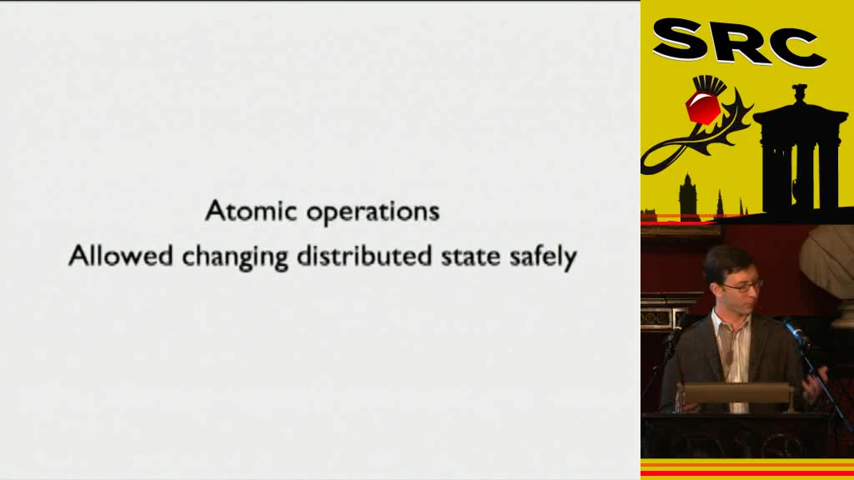 Atomic operations
Allowed changing distributed state safely
SRC